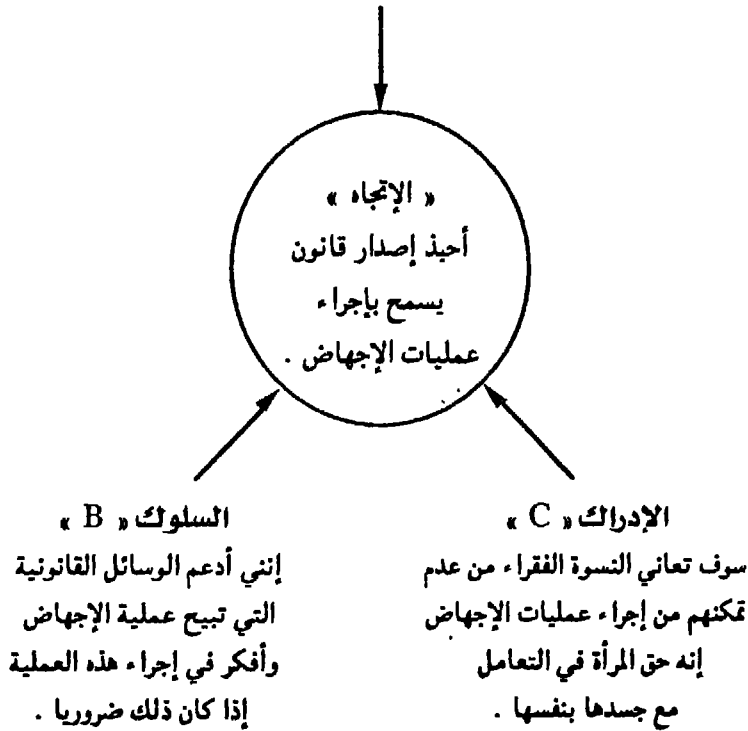 « الإتجاه »
أحبذ إصدار قانون
يسمح بإجراء
عمليات الإجهاض .
الإدراك « C »
سوف تعاني النسوة الفقراء من عدم
تمكنهم من إجراء عمليات الإجهاض
إنه حق المرأة في التعامل
مع جسدها بنفسها .
السلوك « B »
إنني أدعم الوسائل القانونية
التي تبيح عملية الإجهاض
وأفكر في إجراء هذه العملية
إذا كان ذلك ضروريا .